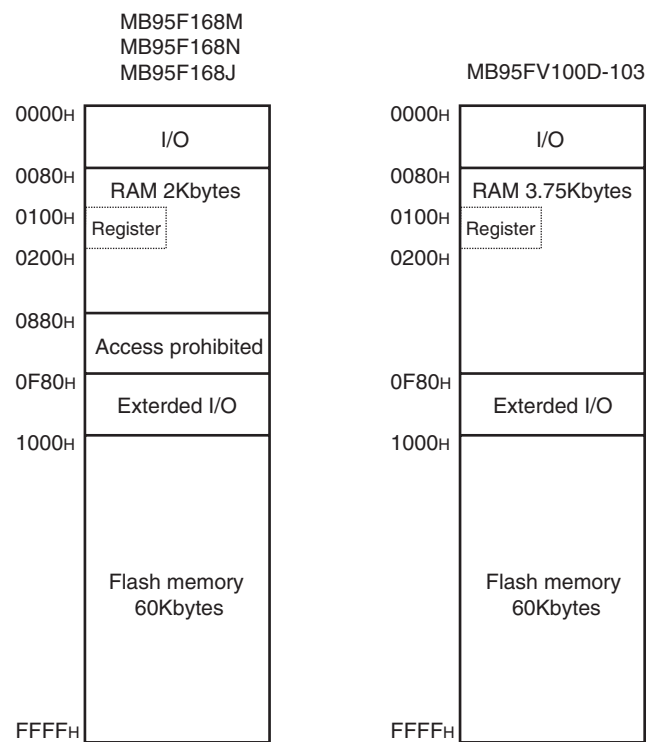 MB95F168M
MB95F168N
MB95F168J
0000H
I/O
0080H
RAM 2Kbytes
0100H
Register
0200H
0880H
Access prohibited
0F80H
Exterded I/O
1000H
Flash memory
60Kbytes
FFFFH
MB95FV100D-103
0000H
I/O
0080H
RAM 3.75Kbytes
0100H
Register
0200H
0F80H
Exterded I/O
1000H
Flash memory
60Kbytes
FFFFH